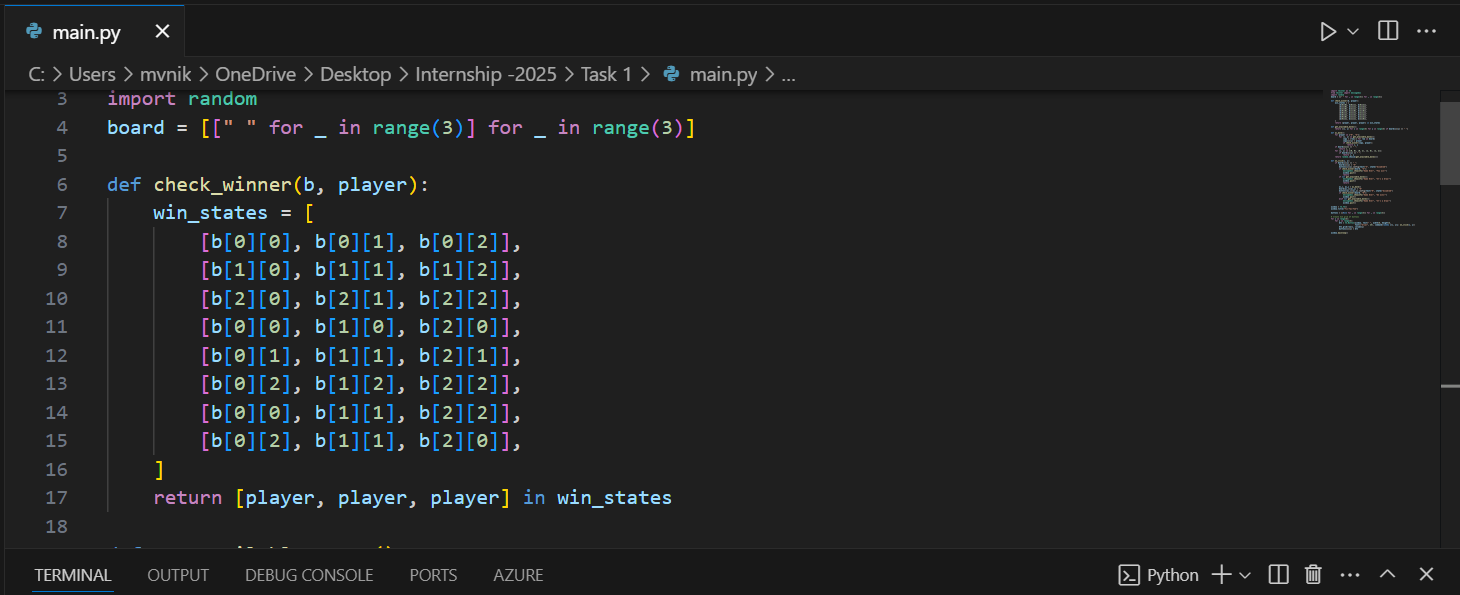 main.py
C: > Users > mvnik > OneDrive > Desktop > Internship -2025 > Task 1 > main.py > ...
3 import random
4 board = [[" " for _ in range(3)] for _ in range(3)]
5
6 def check_winner(b, player):
7     win_states = [
8         [b[0][0], b[0][1], b[0][2]],
9         [b[1][0], b[1][1], b[1][2]],
10         [b[2][0], b[2][1], b[2][2]],
11         [b[0][0], b[1][0], b[2][0]],
12         [b[0][1], b[1][1], b[2][1]],
13         [b[0][2], b[1][2], b[2][2]],
14         [b[0][0], b[1][1], b[2][2]],
15         [b[0][2], b[1][1], b[2][0]],
16     ]
17     return [player, player, player] in win_states
18
TERMINAL OUTPUT DEBUG CONSOLE PORTS AZURE Python